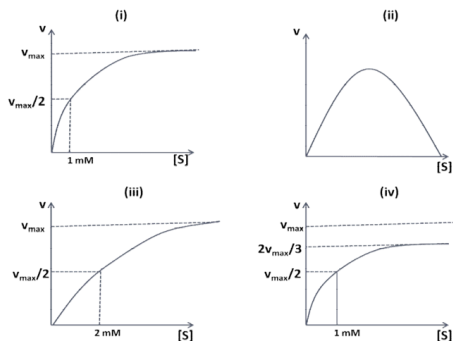 (i)
v
vmax
vmax/2
1 mM
[S]
(ii)
v
[S]
(iii)
v
vmax
vmax/2
2 mM
[S]
(iv)
v
vmax
2vmax/3
vmax/2
1 mM
[S]